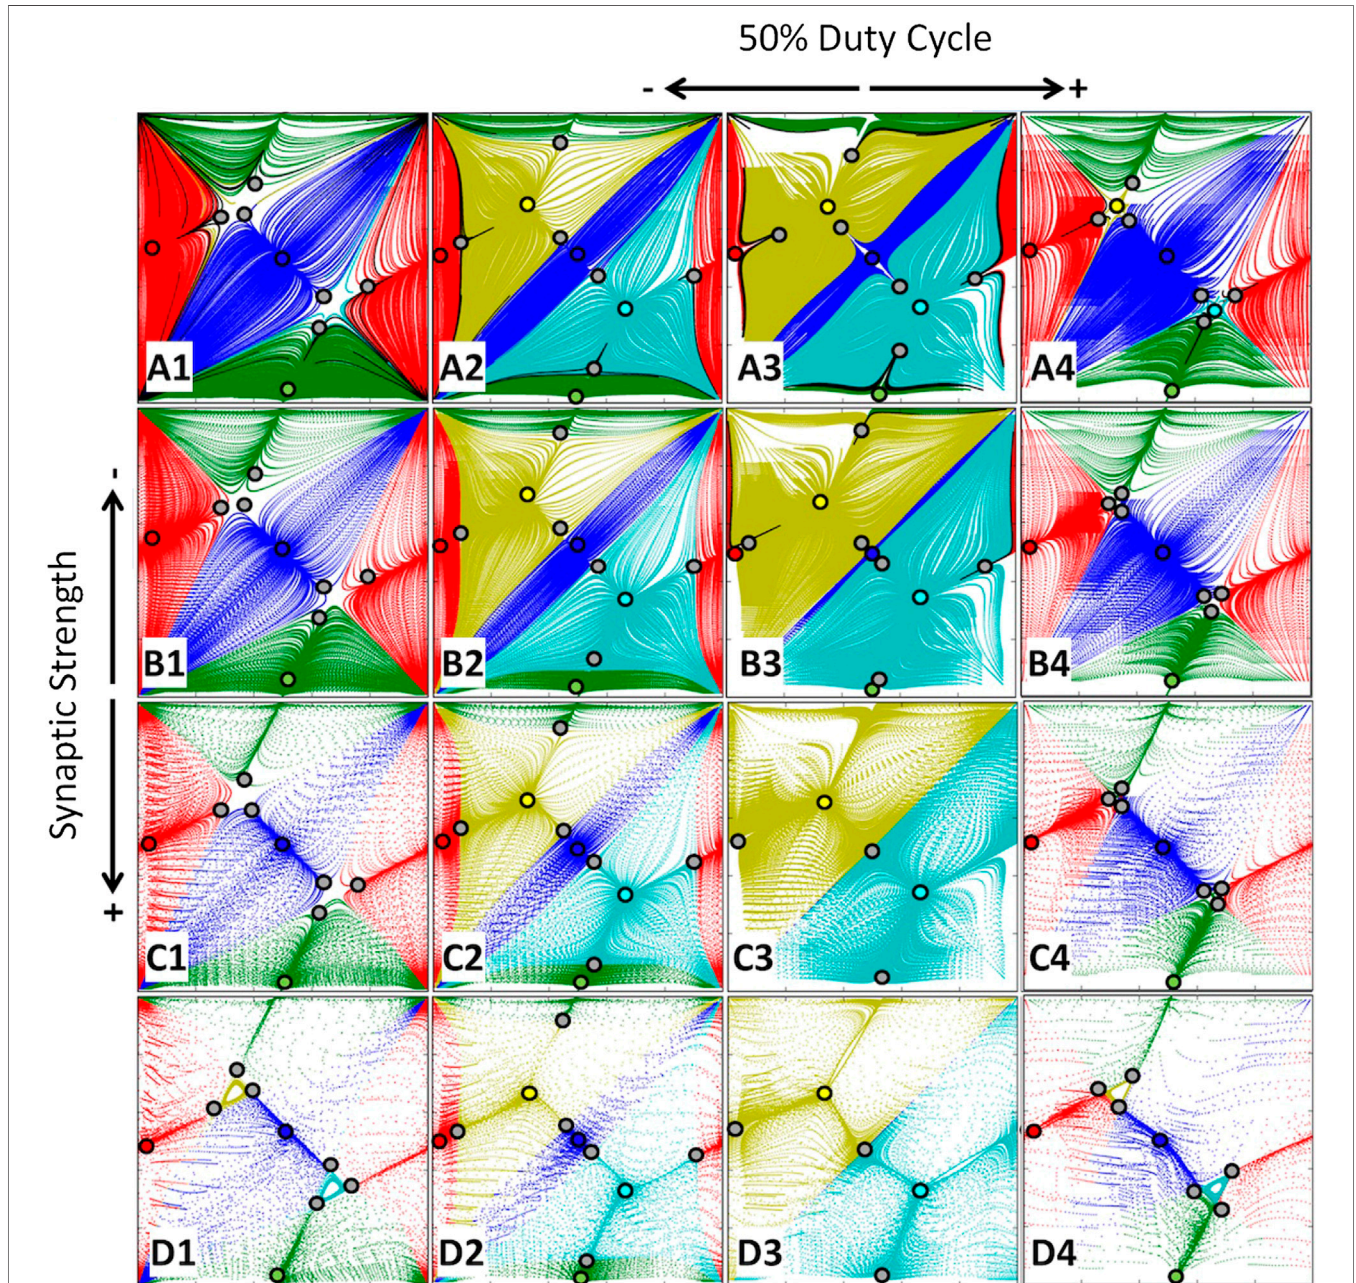 50% Duty Cycle
- +
A1 A2 A3 A4
Synaptic Strength
-
+
B1 B2 B3 B4
C1 C2 C3 C4
D1 D2 D3 D4